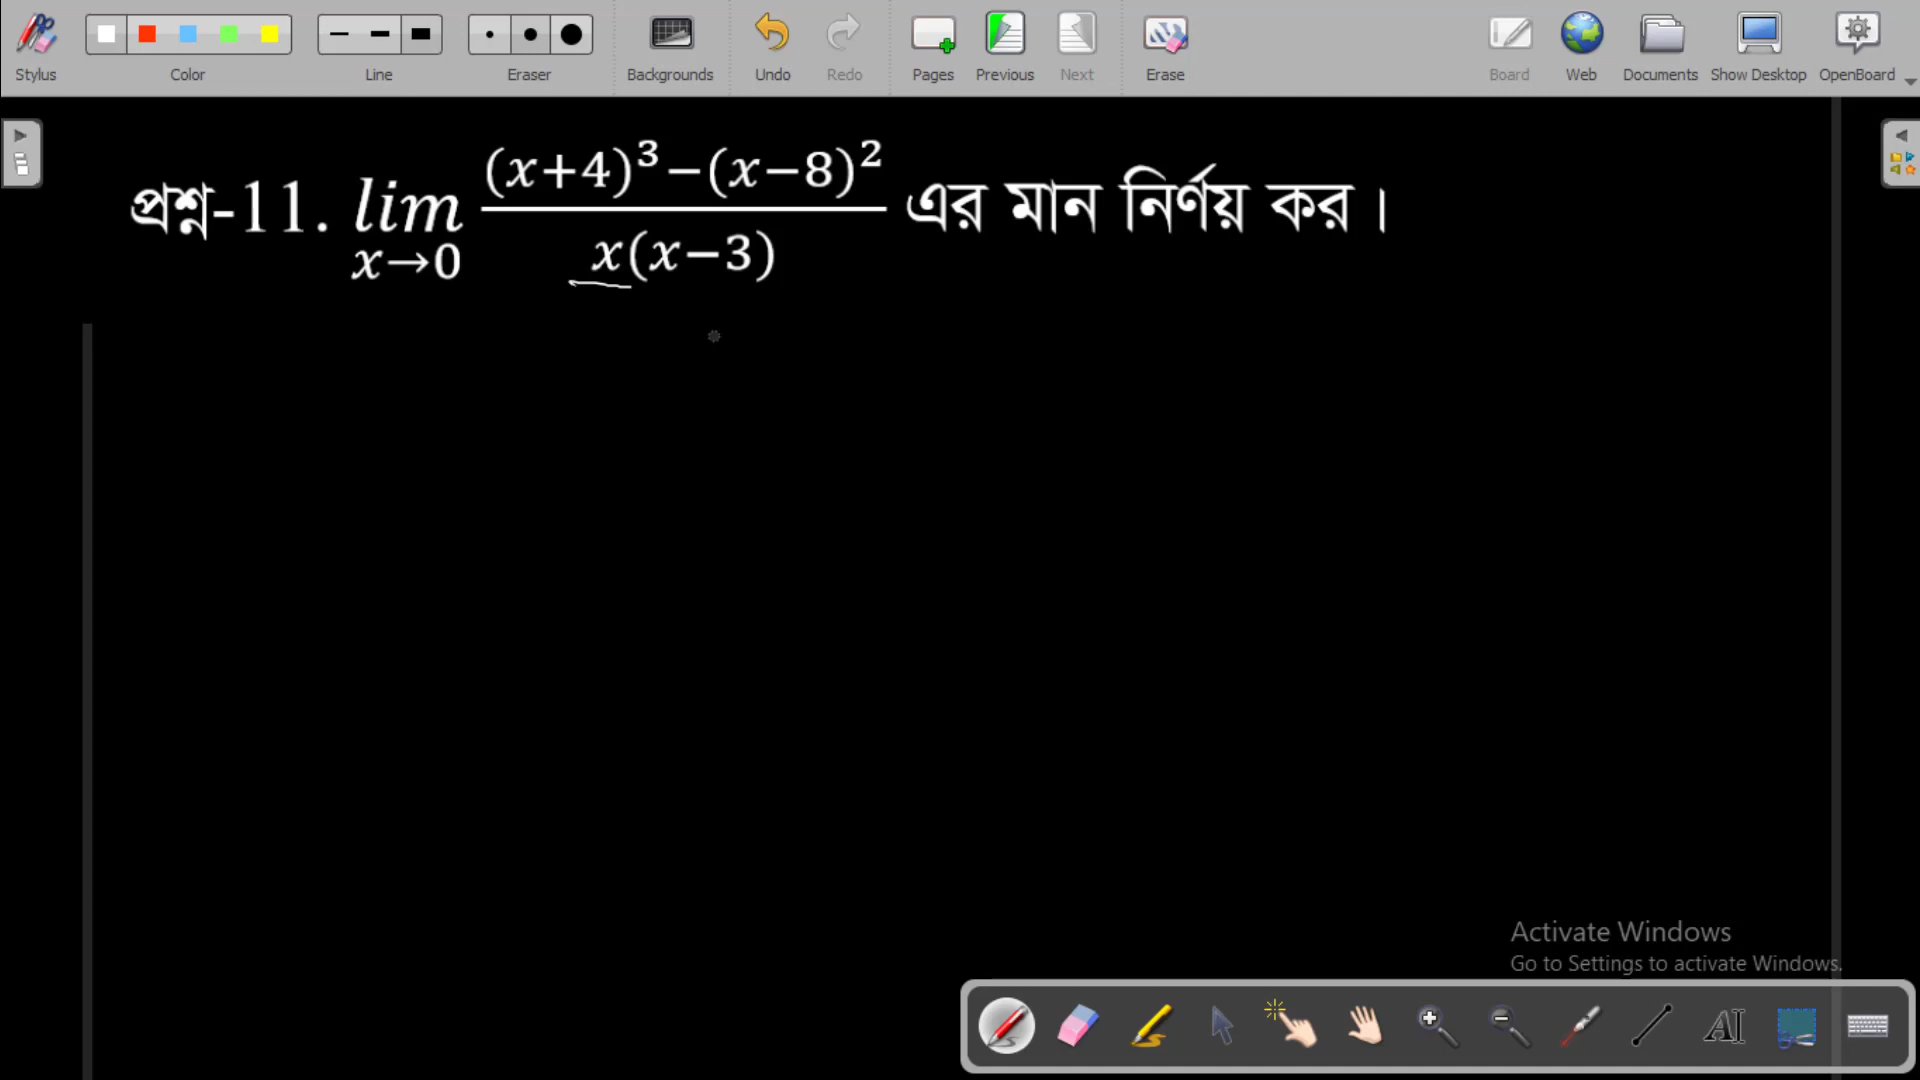 Stylus Color Line Eraser Backgrounds Undo Redo Pages Previous Next Erase Board Web Documents Show Desktop OpenBoard
প্রশ্ন-11. lim x→0 (x+4)³−(x−8)² / x(x−3) এর মান নির্ণয় কর।
Activate Windows
Go to Settings to activate Windows.
AI